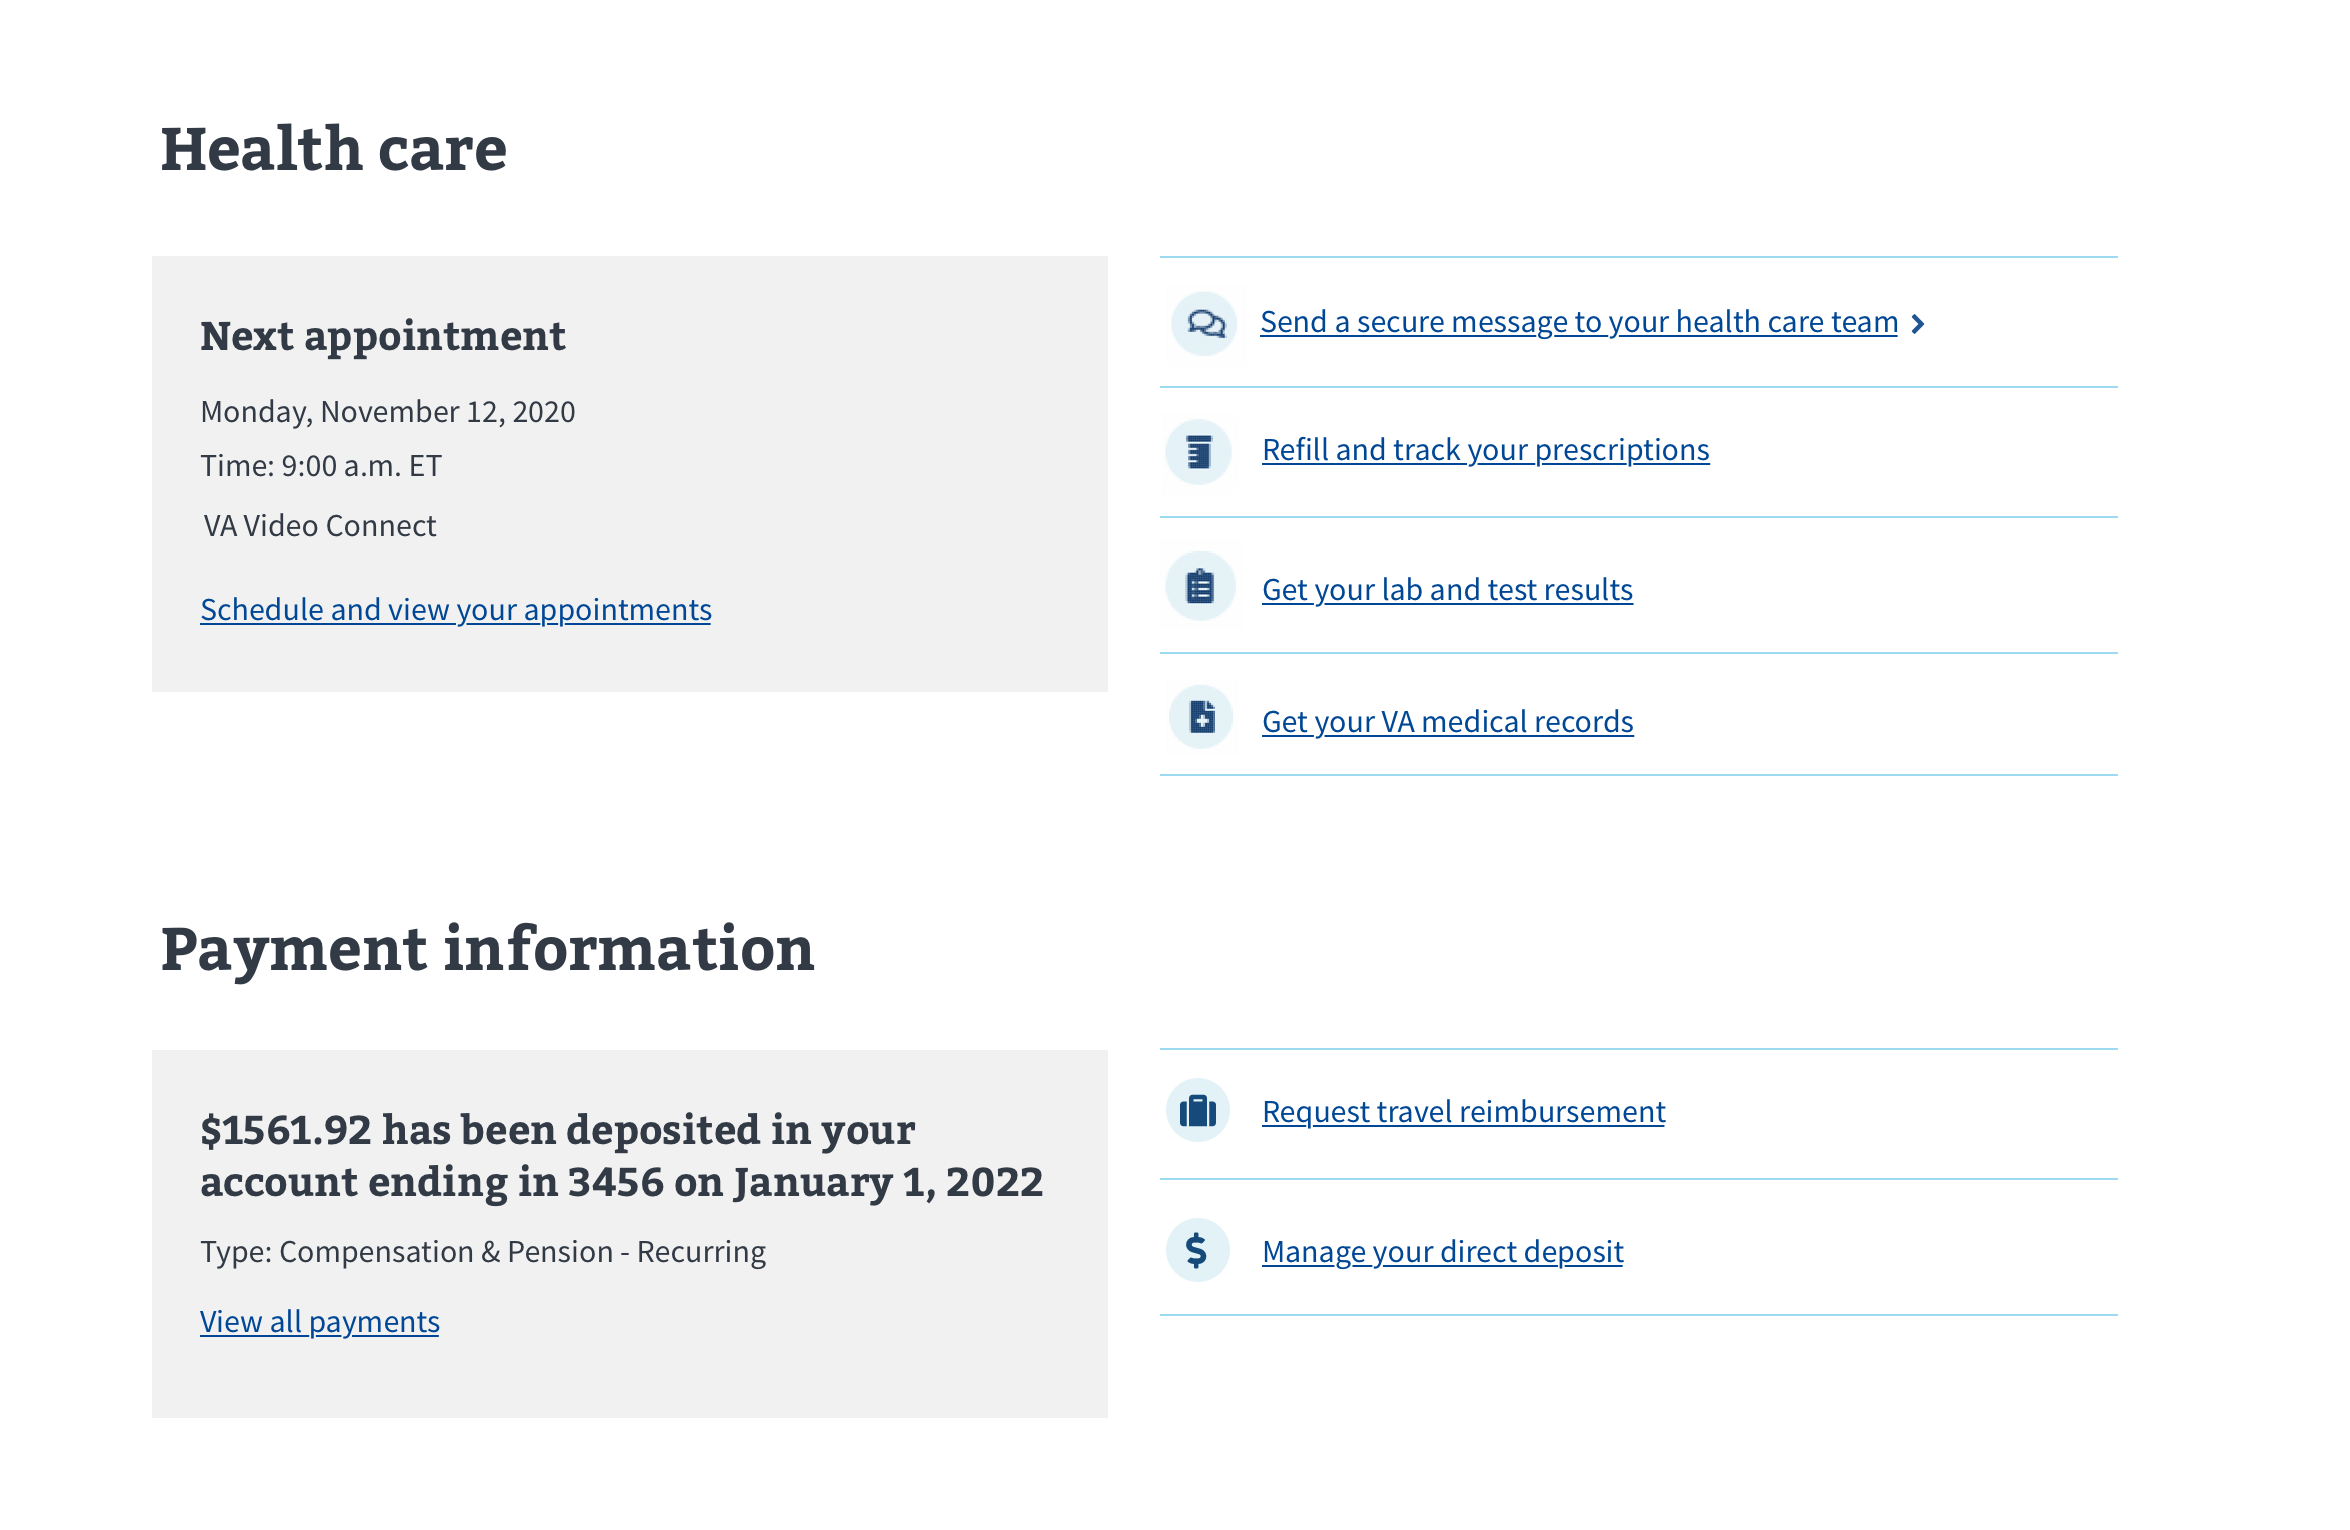 Health care
Next appointment
Monday, November 12, 2020
Time: 9:00 a.m. ET
VA Video Connect
Schedule and view your appointments
Send a secure message to your health care team
Refill and track your prescriptions
Get your lab and test results
Get your VA medical records
Payment information
$1561.92 has been deposited in your
account ending in 3456 on January 1, 2022
Type: Compensation & Pension - Recurring
View all payments
Request travel reimbursement
Manage your direct deposit